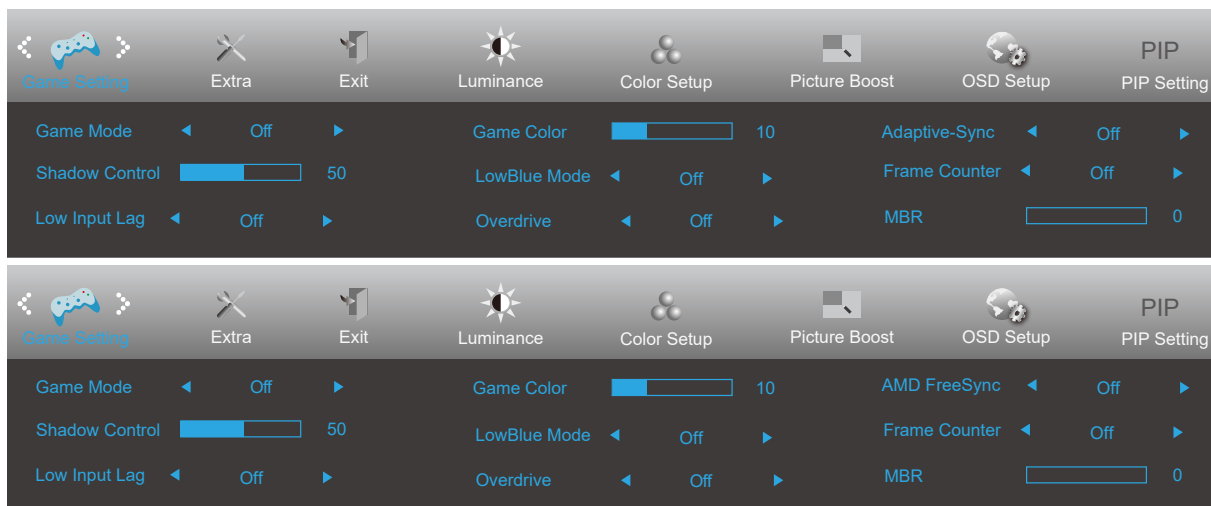 PIP
Game Setting Extra Exit Luminance Color Setup Picture Boost OSD Setup PIP Setting
Game Mode Off Game Color 10 Adaptive-Sync Off
Shadow Control 50 LowBlue Mode Off Frame Counter Off
Low Input Lag Off Overdrive Off MBR 0
PIP
Game Setting Extra Exit Luminance Color Setup Picture Boost OSD Setup PIP Setting
Game Mode Off Game Color 10 AMD FreeSync Off
Shadow Control 50 LowBlue Mode Off Frame Counter Off
Low Input Lag Off Overdrive Off MBR 0